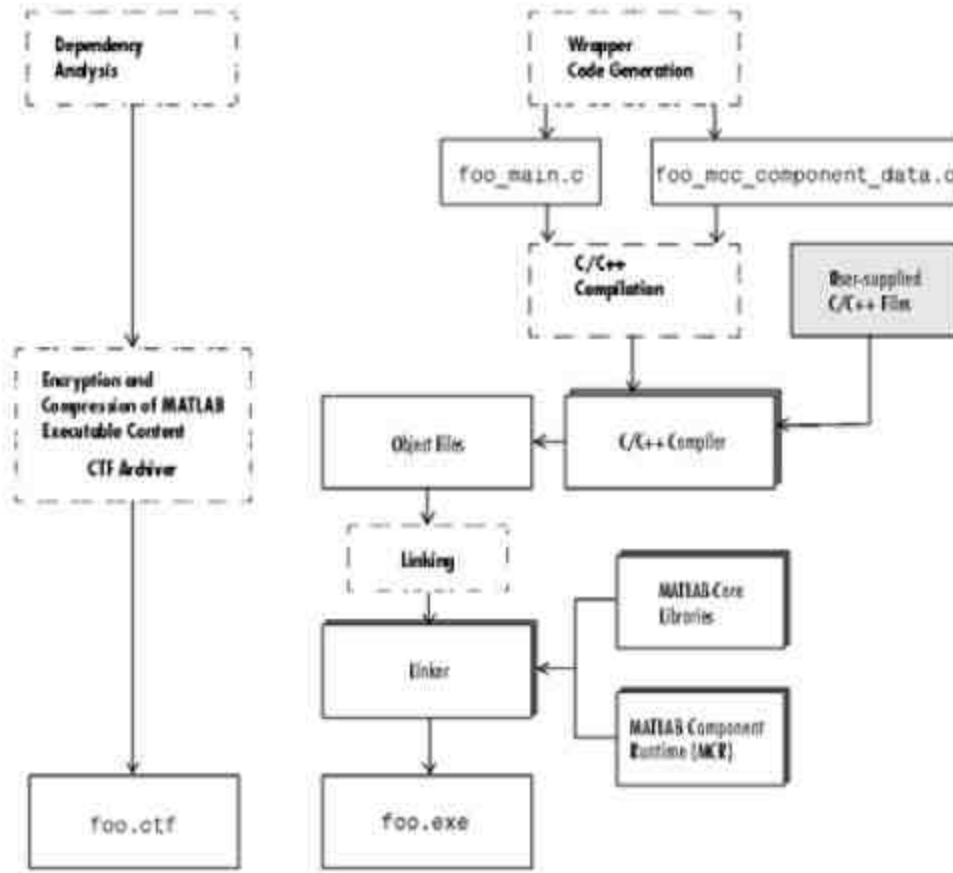 Dependency
Analysis
Wrapper
Code Generation
foo_main.c
foo_mcc_component_data.c
C/C++
Compilation
User-supplied
C/C++ Files
Encryption and
Compression of MATLAB
Executable Content
CTF Archiver
Object Files
C/C++ Compiler
Linking
MATLAB Core
Libraries
Linker
MATLAB Component
Runtime (MCR)
foo.ctf
foo.exe